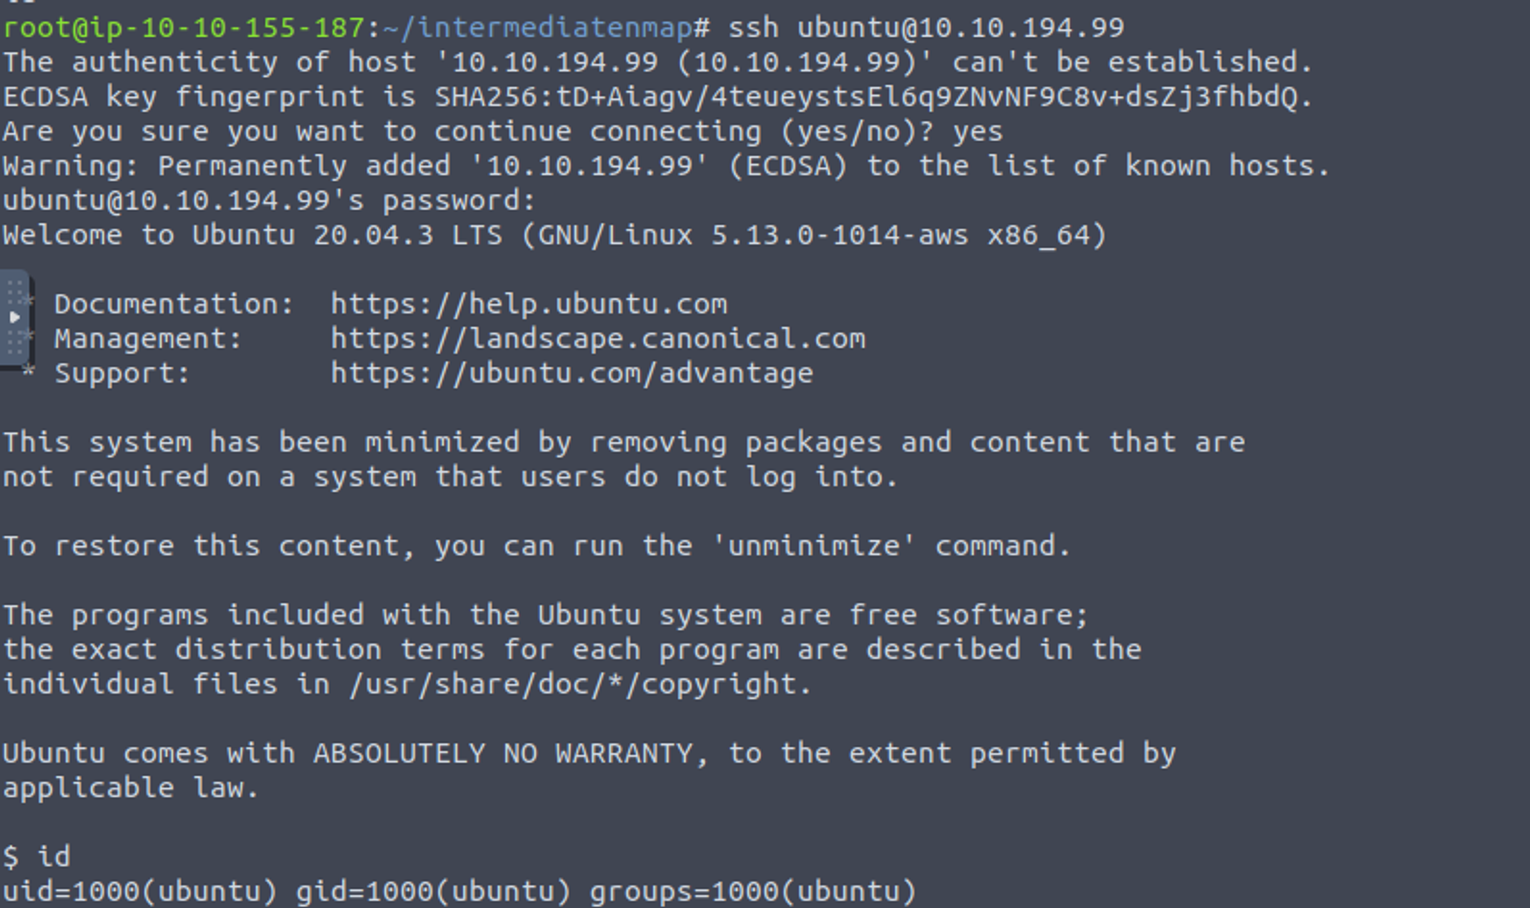 root@ip-10-10-155-187:~/intermediatenmap# ssh ubuntu@10.10.194.99
The authenticity of host '10.10.194.99 (10.10.194.99)' can't be established.
ECDSA key fingerprint is SHA256:tD+Aiagv/4teueystsEl6q9ZNvNF9C8v+dsZj3fhbdQ.
Are you sure you want to continue connecting (yes/no)? yes
Warning: Permanently added '10.10.194.99' (ECDSA) to the list of known hosts.
ubuntu@10.10.194.99's password:
Welcome to Ubuntu 20.04.3 LTS (GNU/Linux 5.13.0-1014-aws x86_64)
* Documentation:  https://help.ubuntu.com
* Management:     https://landscape.canonical.com
* Support:        https://ubuntu.com/advantage
This system has been minimized by removing packages and content that are
not required on a system that users do not log into.
To restore this content, you can run the 'unminimize' command.
The programs included with the Ubuntu system are free software;
the exact distribution terms for each program are described in the
individual files in /usr/share/doc/*/copyright.
Ubuntu comes with ABSOLUTELY NO WARRANTY, to the extent permitted by
applicable law.
$ id
uid=1000(ubuntu) gid=1000(ubuntu) groups=1000(ubuntu)